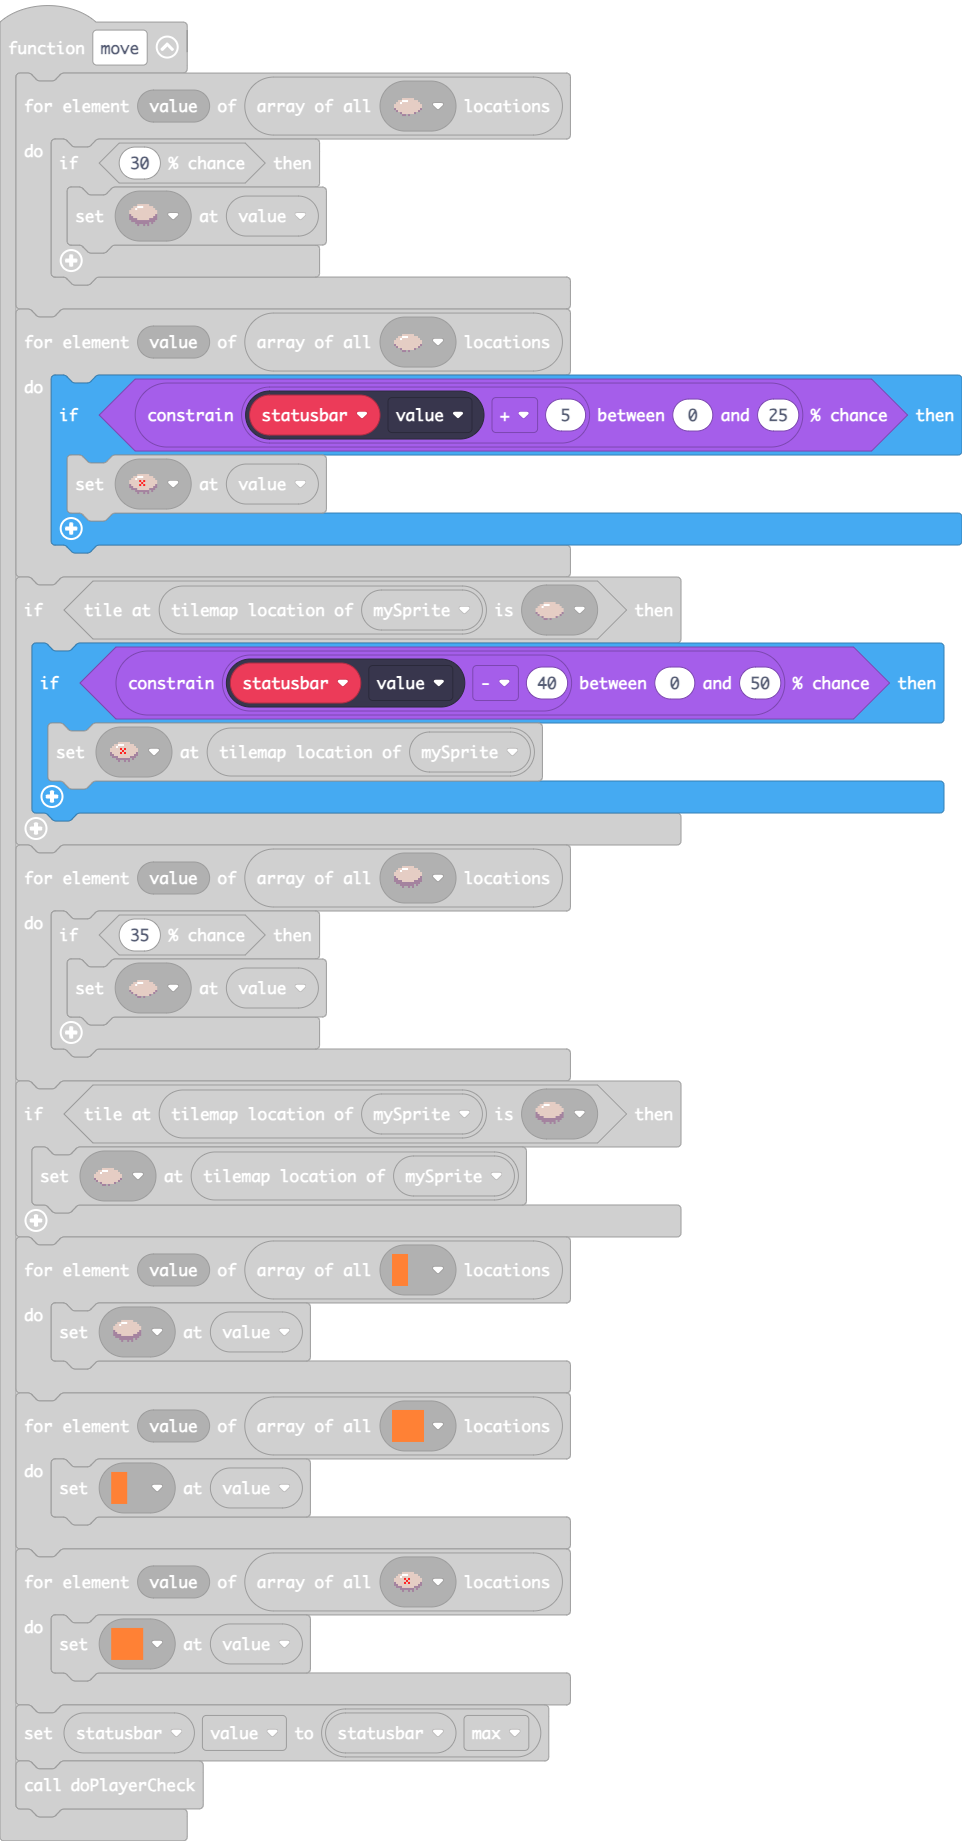 function move
for element value of array of all locations
do if 30 % chance then
set at value
for element value of array of all locations
do if constrain statusbar value + 5 between 0 and 25 % chance then
set at value
if tile at tilemap location of mySprite is then
if constrain statusbar value - 40 between 0 and 50 % chance then
set at tilemap location of mySprite
for element value of array of all locations
do if 35 % chance then
set at value
if tile at tilemap location of mySprite is then
set at tilemap location of mySprite
for element value of array of all locations
do set at value
for element value of array of all locations
do set at value
for element value of array of all locations
do set at value
set statusbar value to statusbar max
call doPlayerCheck